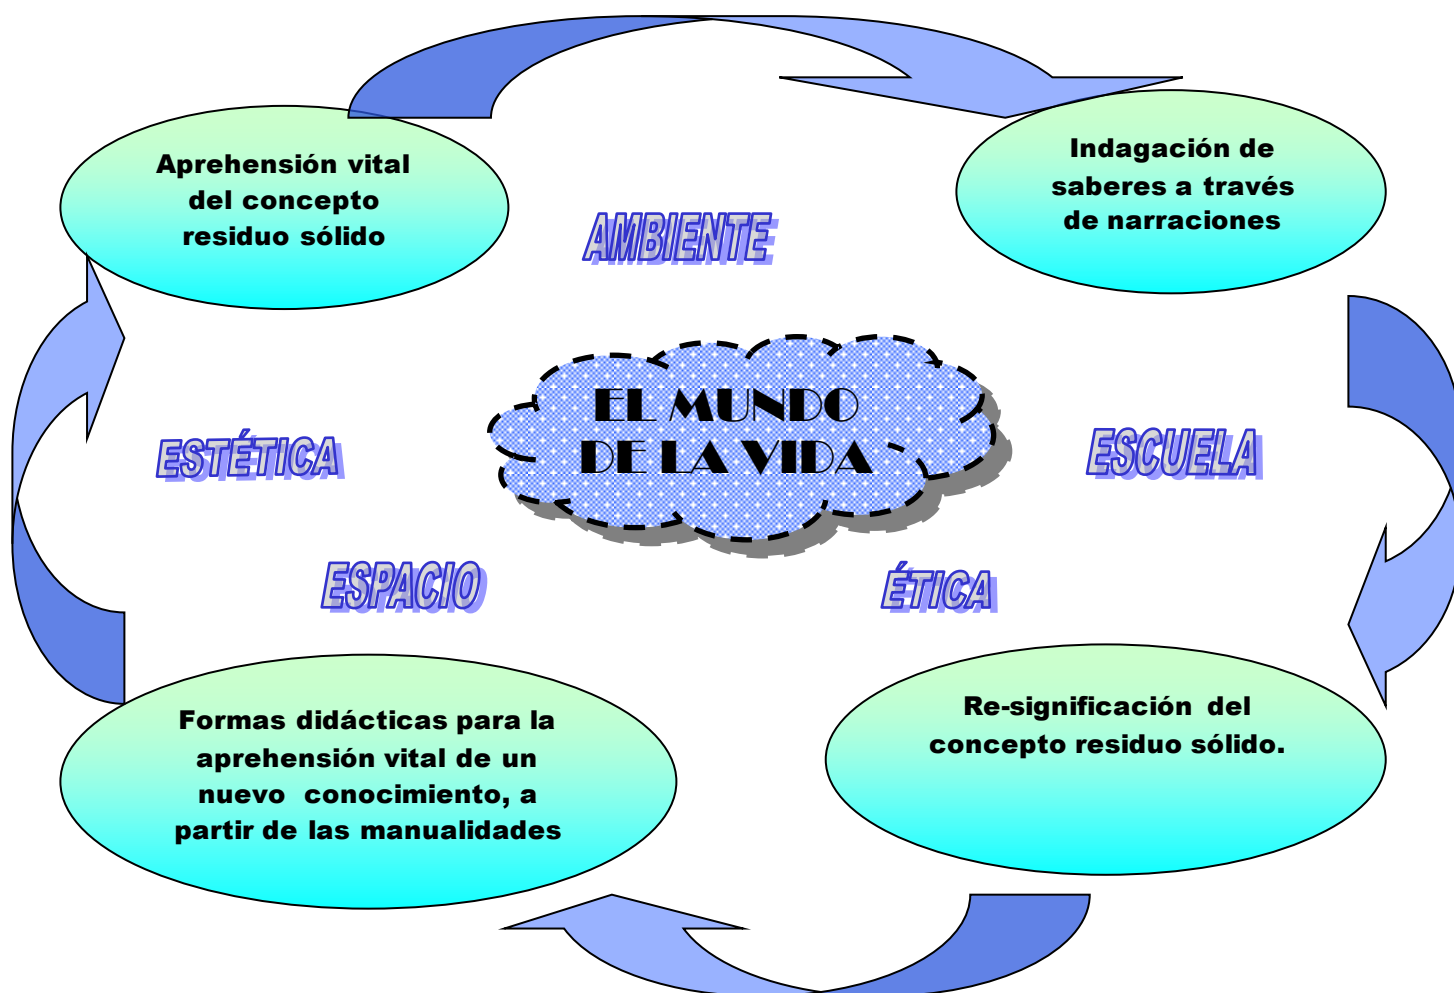 Aprehensión vital
del concepto
residuo sólido
Indagación de
saberes a través
de narraciones
AMBIENTE
EL MUNDO
DE LA VIDA
ESTÉTICA
ESCUELA
ESPACIO
ÉTICA
Formas didácticas para la
aprehensión vital de un
nuevo conocimiento, a
partir de las manualidades
Re-significación del
concepto residuo sólido.